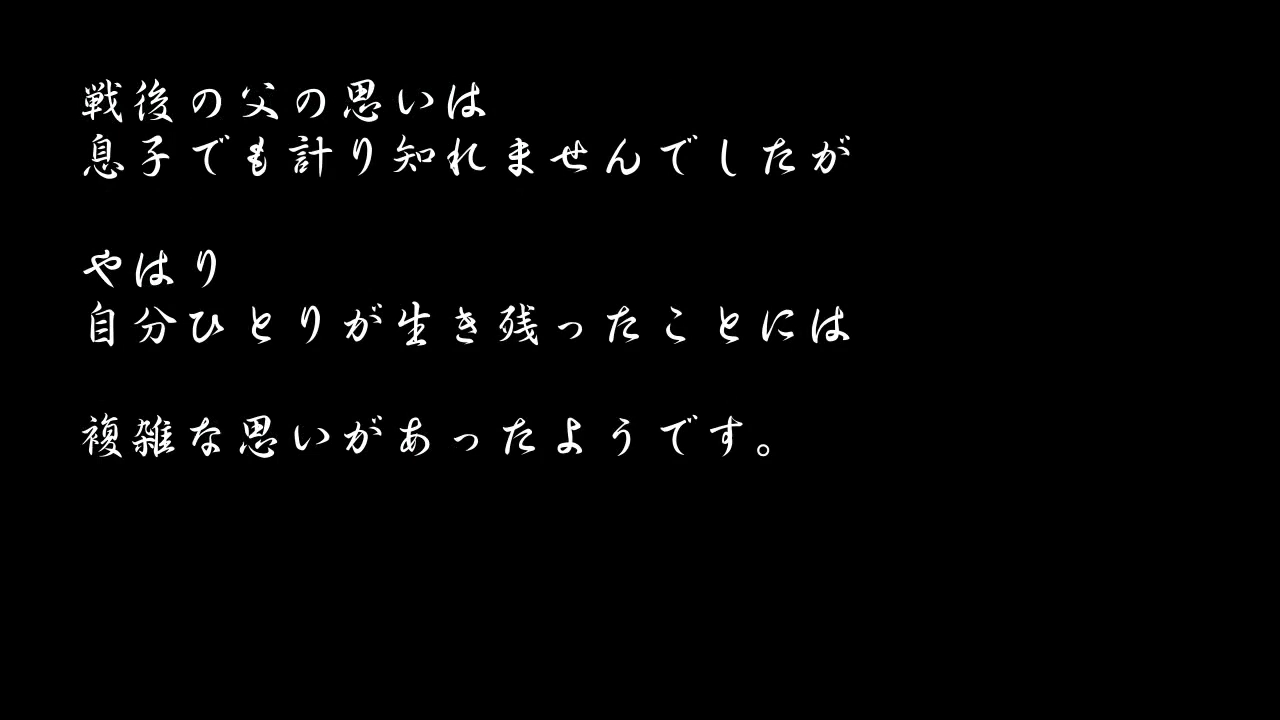 戦後の父の思いは
息子でも計り知れませんでしたが
やはり
自分ひとりが生き残ったことには
複雑な思いがあったようです。